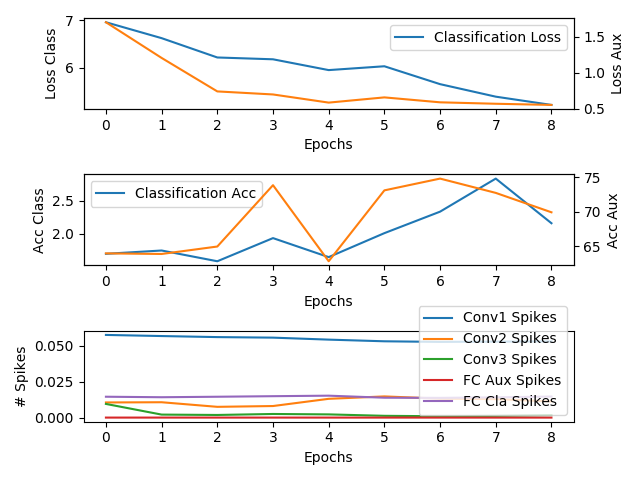 7
6
Loss Class
Classification Loss
1.5
1.0
0.5
Loss Aux
0 1 2 3 4 5 6 7 8
Epochs
2.5
2.0
Acc Class
Classification Acc
75
70
65
Acc Aux
0 1 2 3 4 5 6 7 8
Epochs
0.050
0.025
0.000
# Spikes
Conv1 Spikes
Conv2 Spikes
Conv3 Spikes
FC Aux Spikes
FC Cla Spikes
0 1 2 3 4 5 6 7 8
Epochs